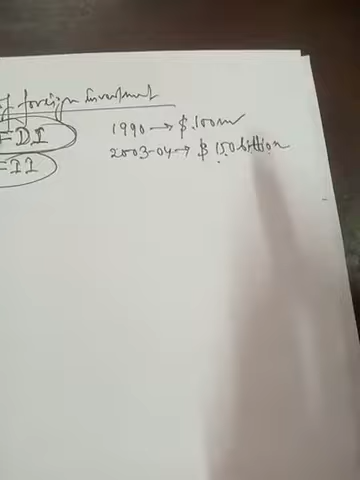 of foreign investment
FDI
1990 → $ 100m
2003-04 → $ 150 billion
FII